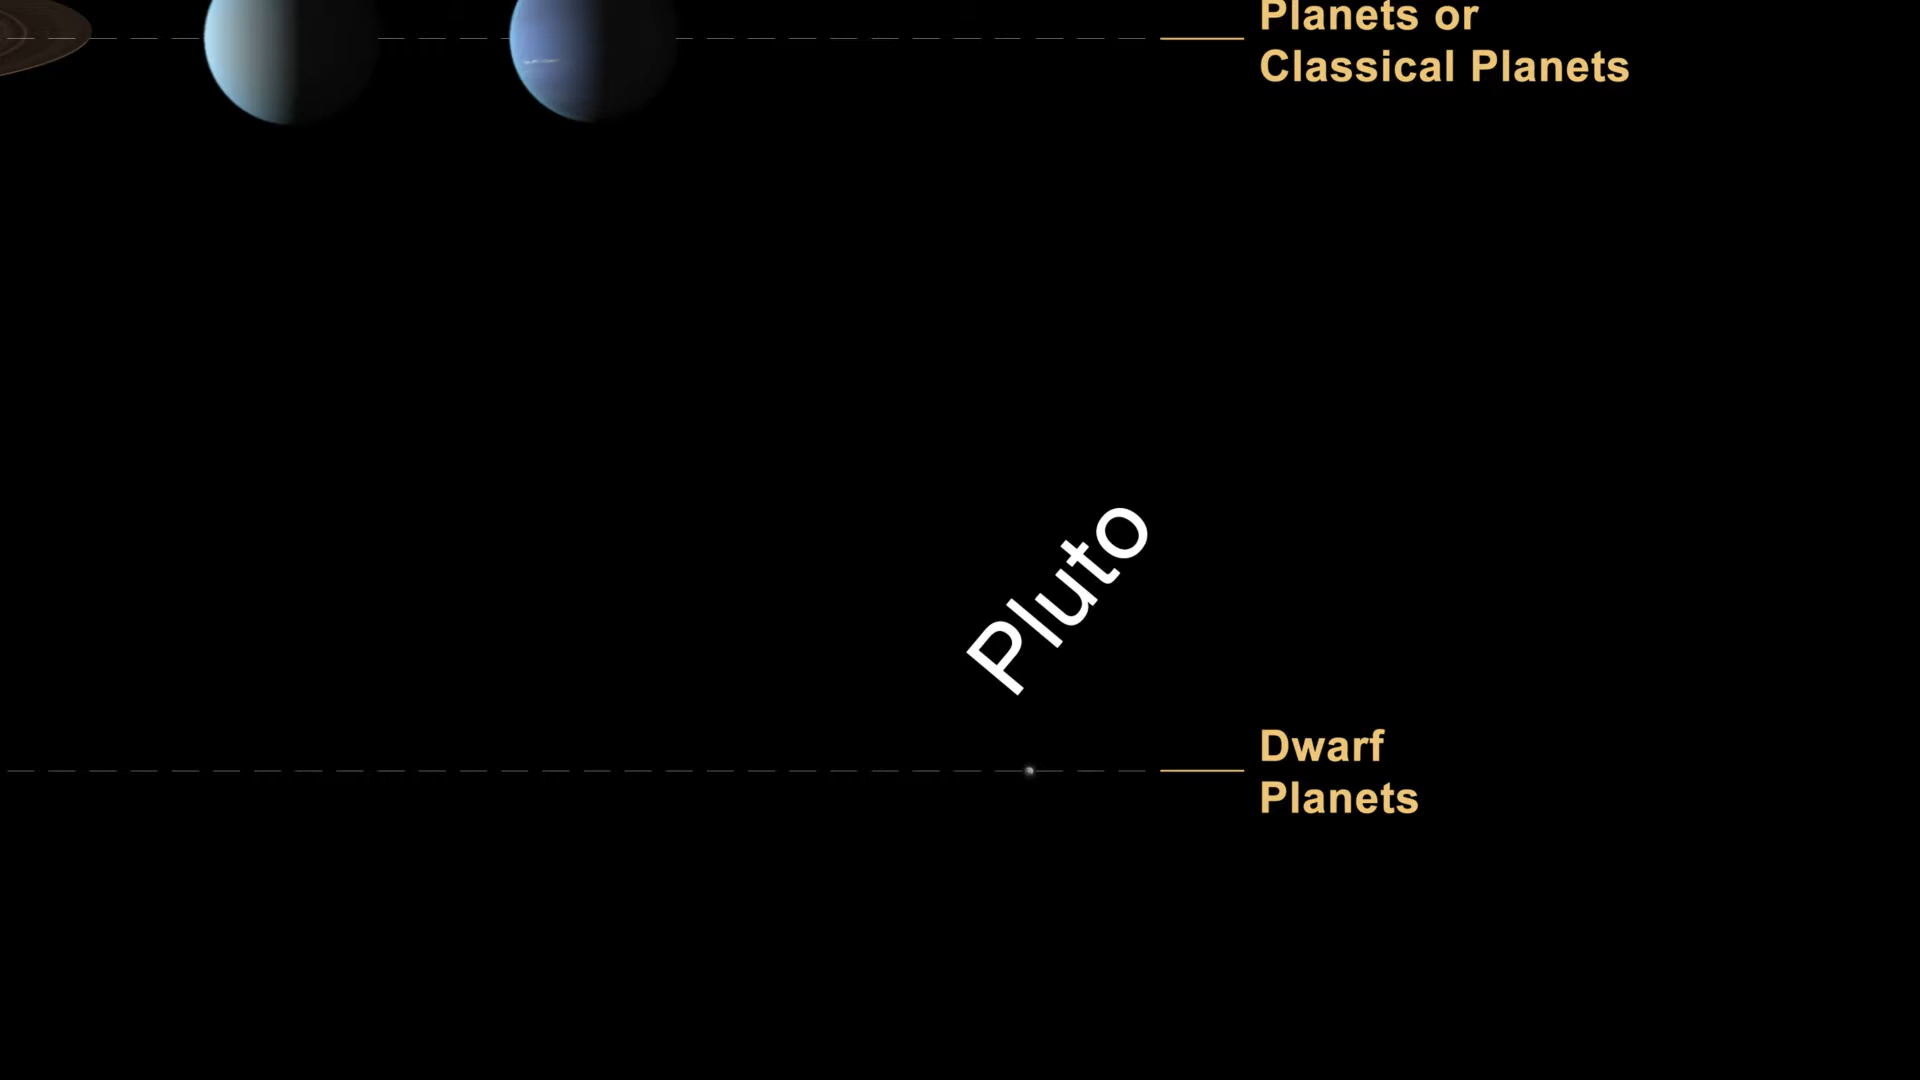 Planets or
Classical Planets
Pluto
Dwarf
Planets